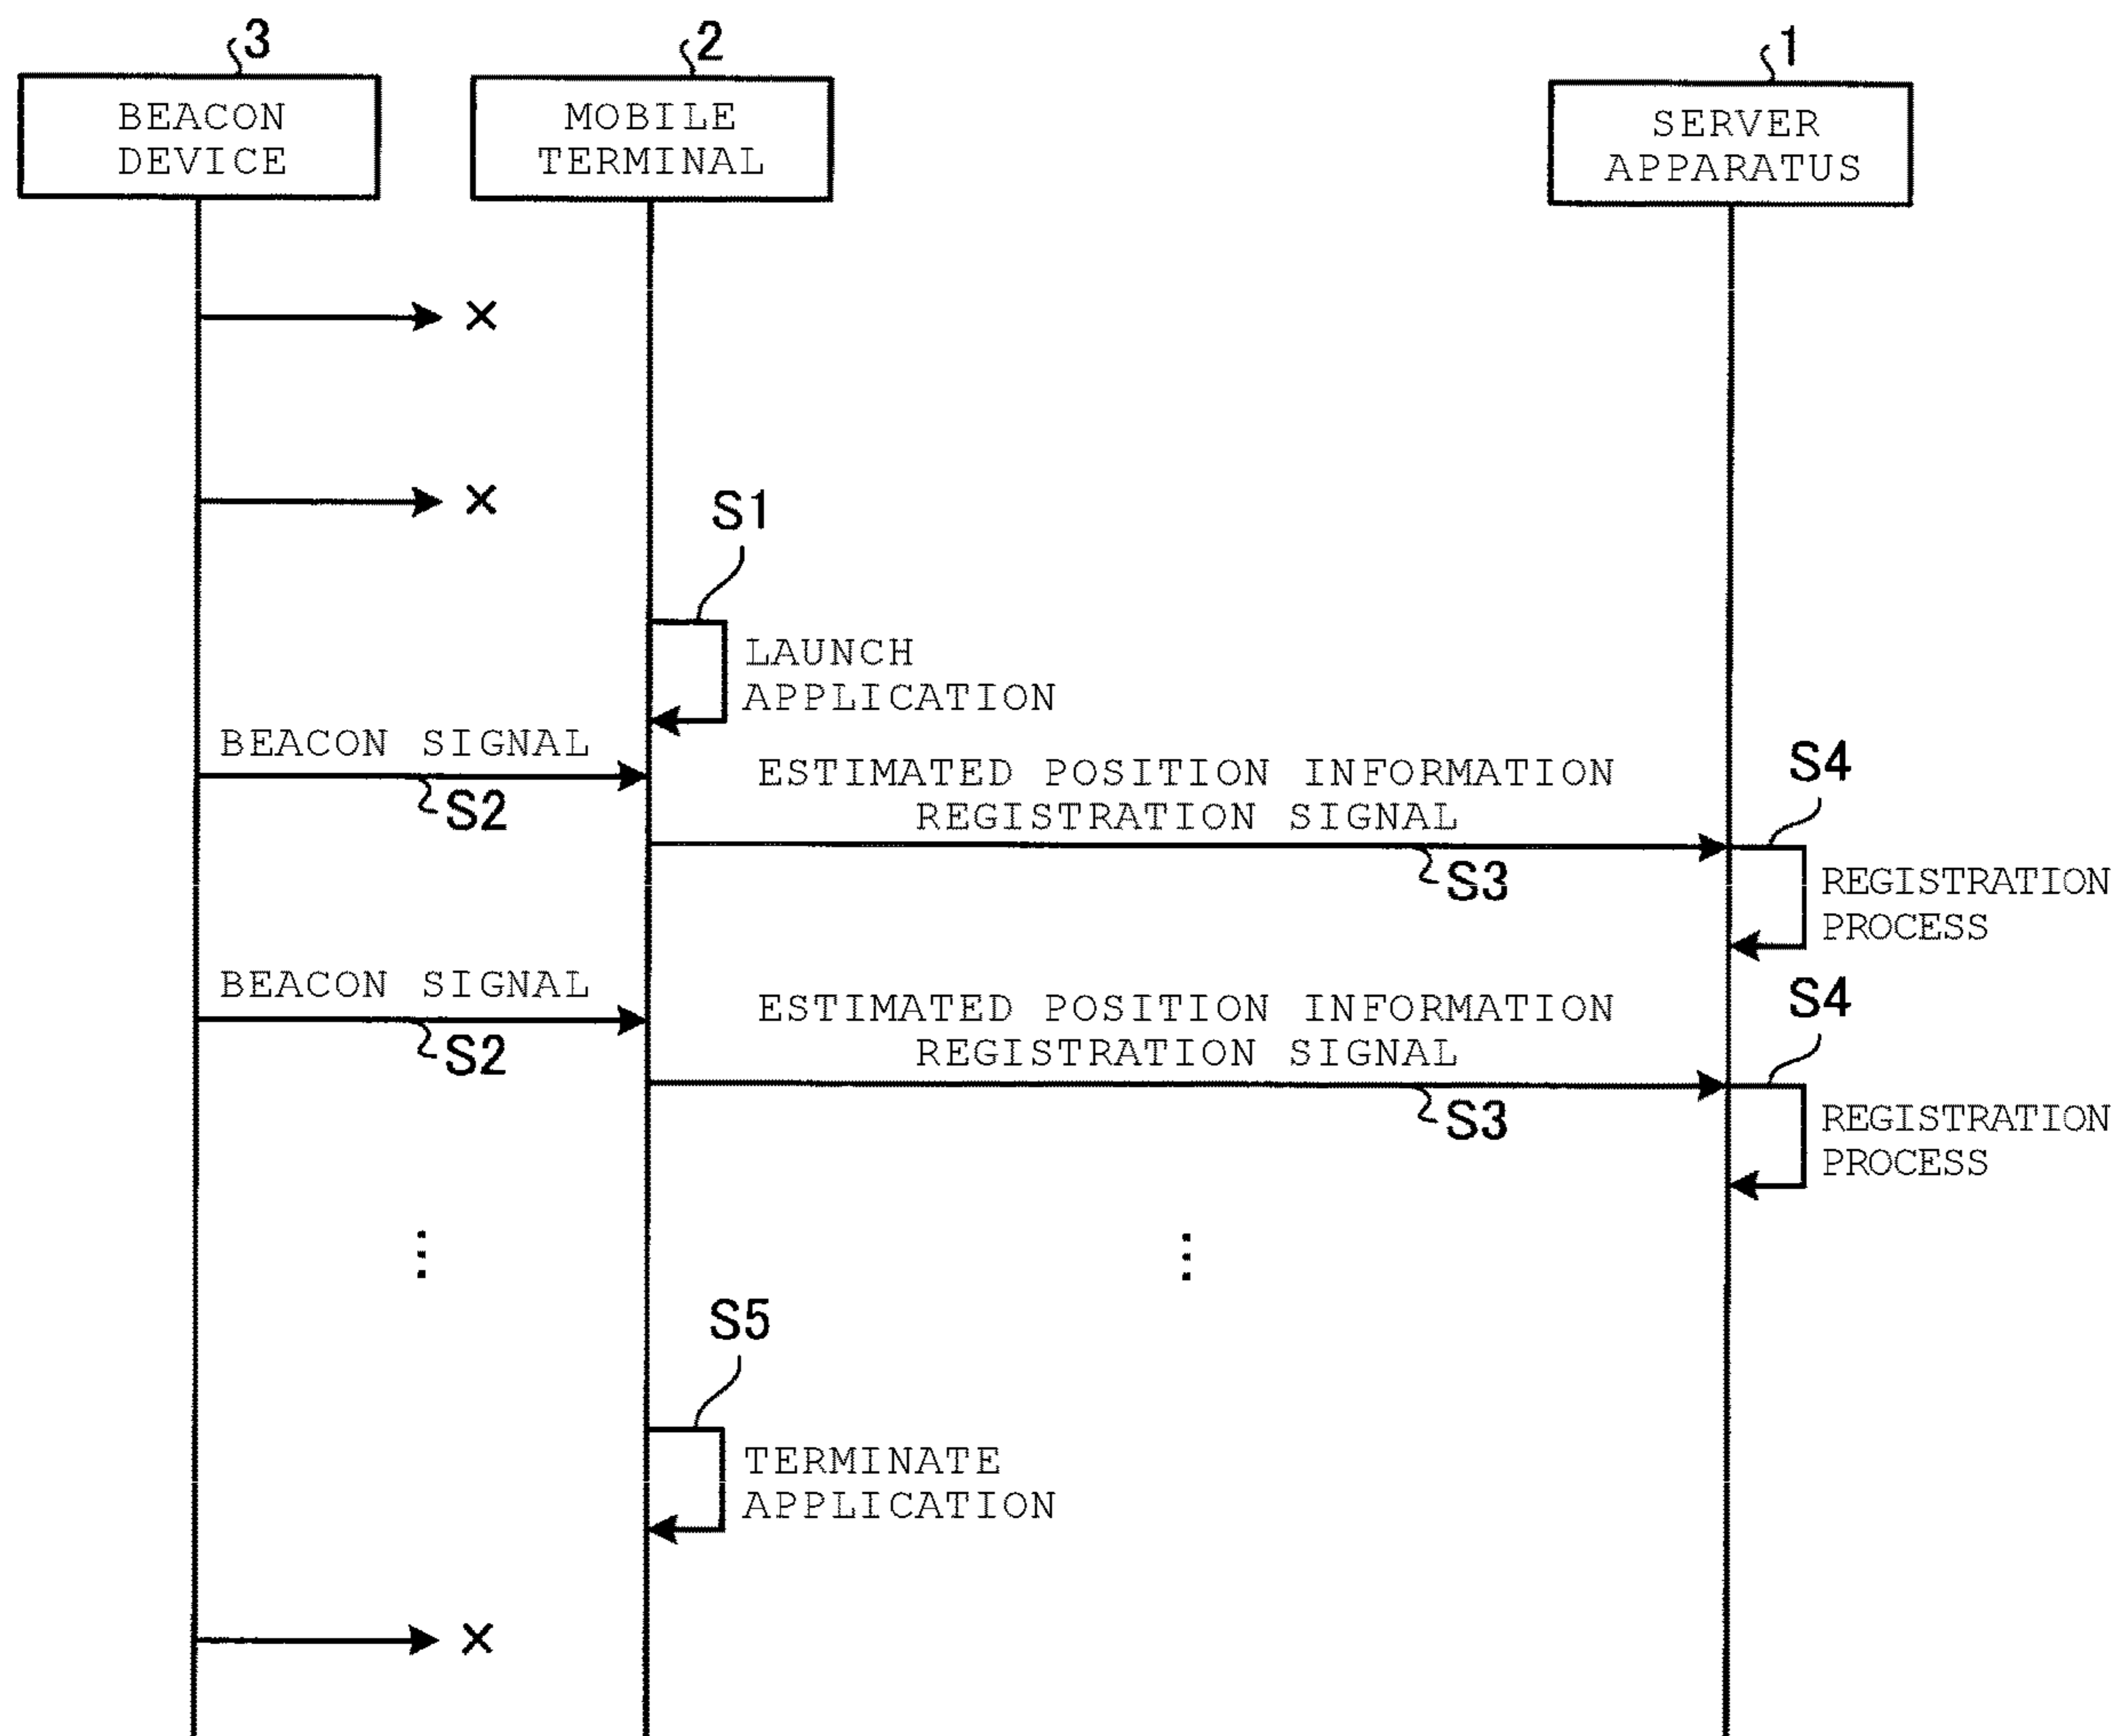 3
2
1
BEACON
DEVICE
MOBILE
TERMINAL
SERVER
APPARATUS
×
×
S1
LAUNCH
APPLICATION
BEACON SIGNAL
S2
ESTIMATED POSITION INFORMATION
REGISTRATION SIGNAL
S3
S4
REGISTRATION
PROCESS
BEACON SIGNAL
S2
ESTIMATED POSITION INFORMATION
REGISTRATION SIGNAL
S3
S4
REGISTRATION
PROCESS
⋮
⋮
S5
TERMINATE
APPLICATION
×